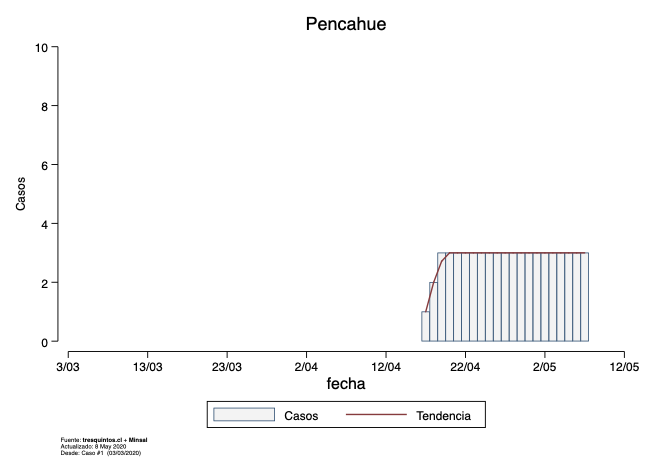 Pencahue
10
8
6
4
2
0
Casos
3/03 13/03 23/03 2/04 12/04 22/04 2/05 12/05
fecha
Casos Tendencia
Fuente: tresquintos.cl + Minsal
Actualizado: 8 May 2020
Desde: Caso #1 (03/03/2020)